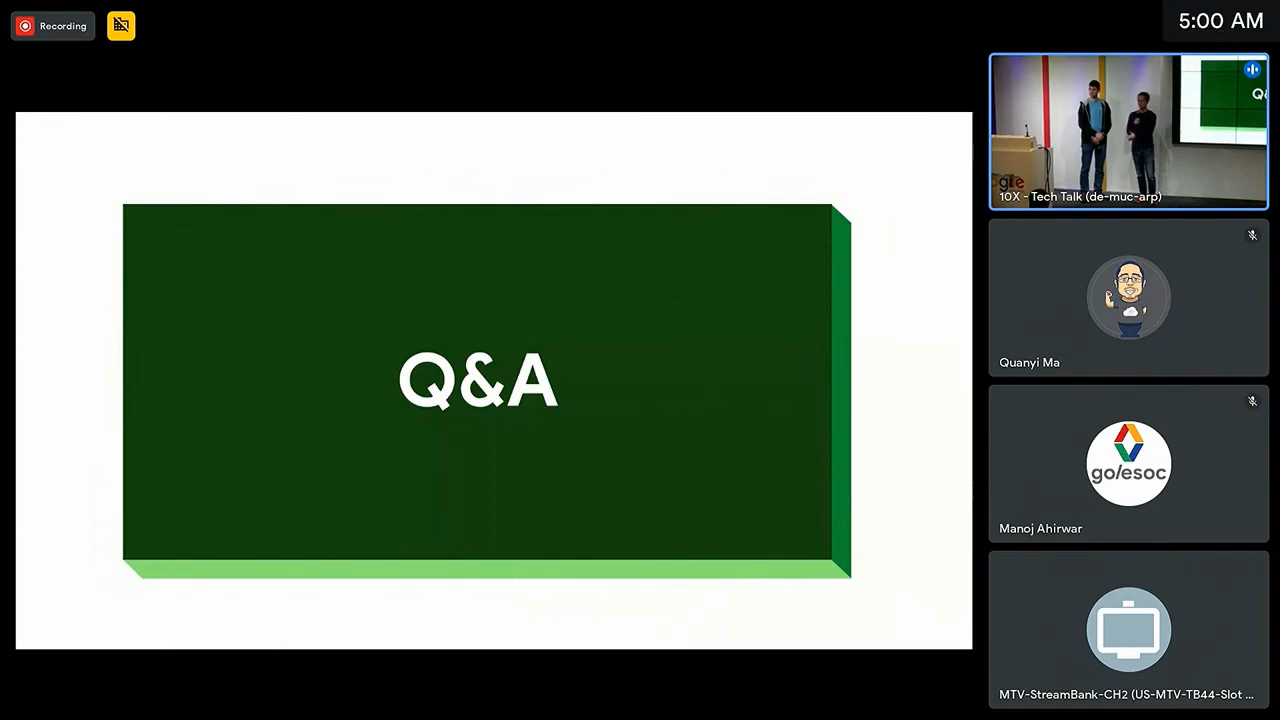 Recording
5:00 AM
Q&A
10X - Tech Talk (de-muc-arp)
Quanyi Ma
go/esoc
Manoj Ahirwar
MTV-StreamBank-CH2 (US-MTV-TB44-Slot ...